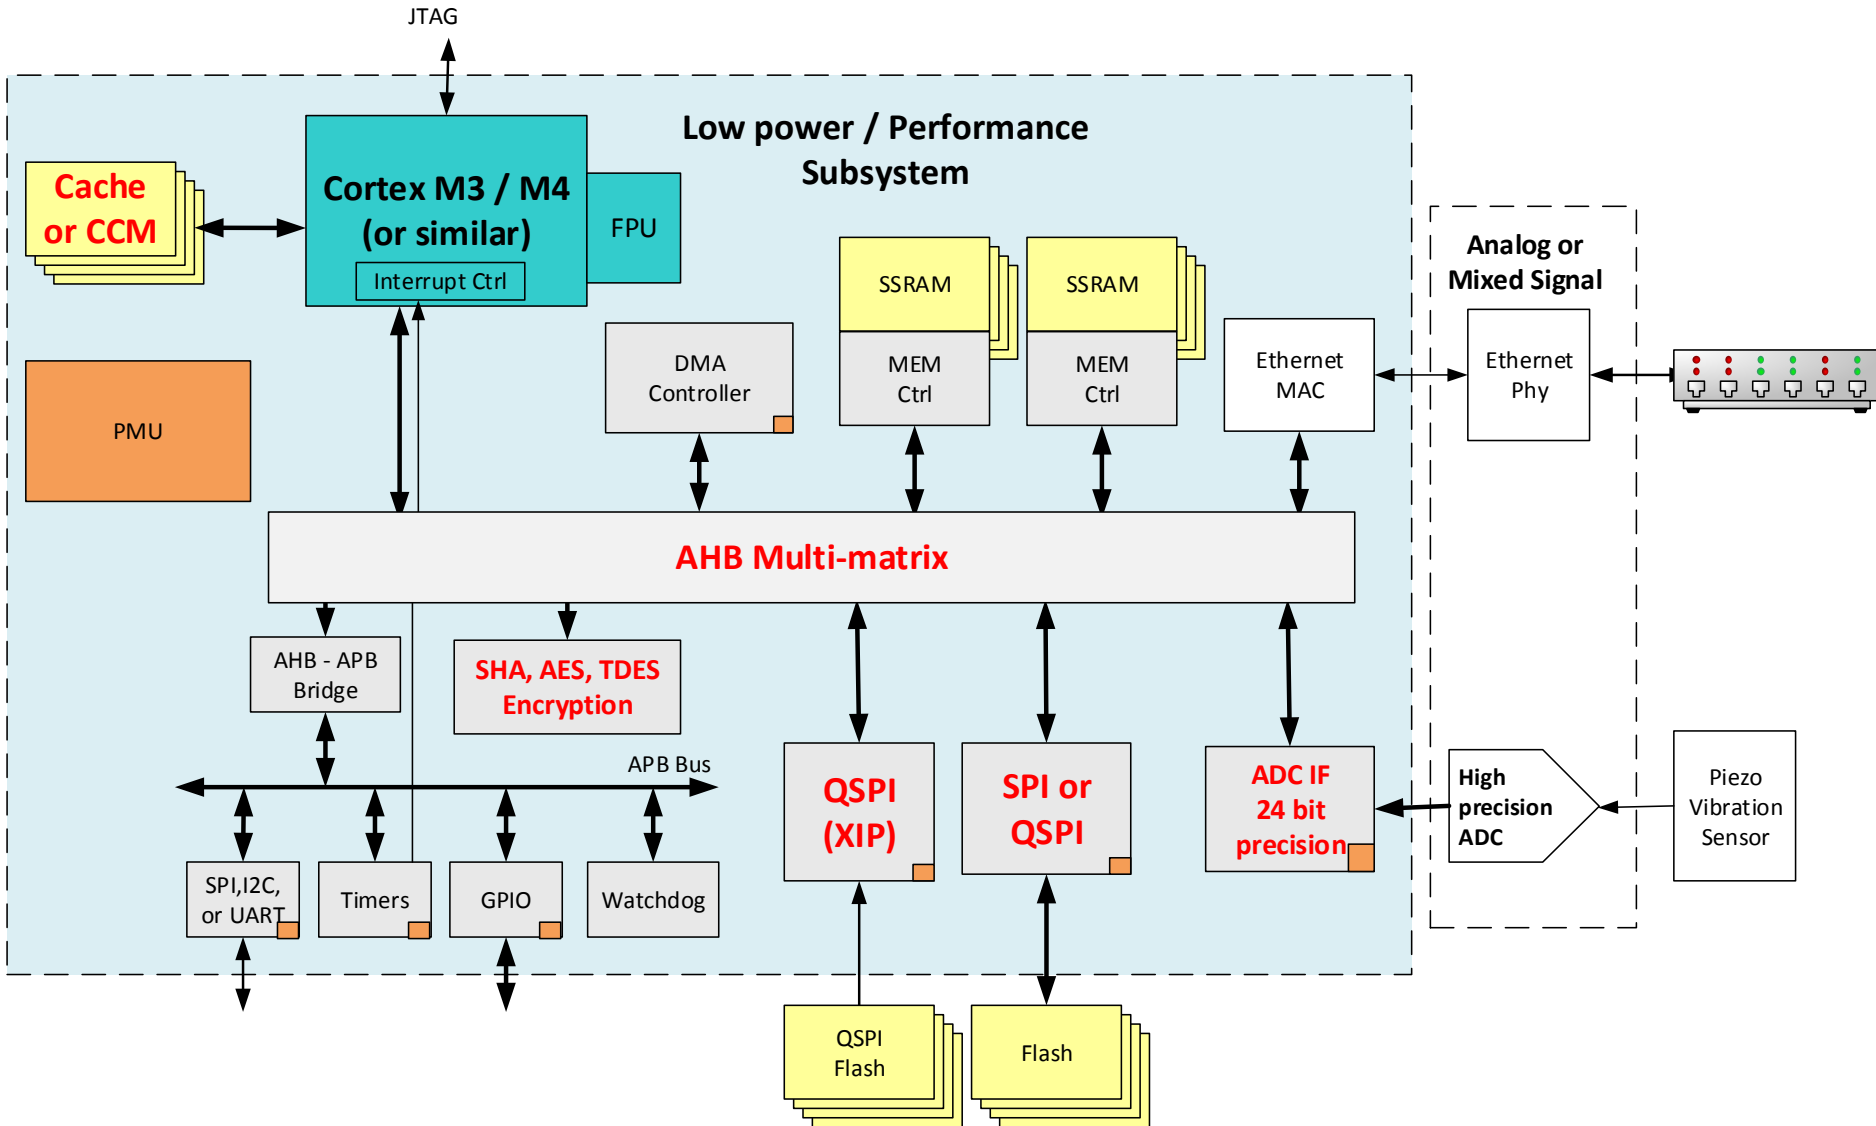 JTAG
Low power / Performance
Subsystem
Cache
or CCM
Cortex M3 / M4
(or similar)
Interrupt Ctrl
FPU
SSRAM
MEM
Ctrl
SSRAM
MEM
Ctrl
Analog or
Mixed Signal
DMA
Controller
Ethernet
MAC
Ethernet
Phy
PMU
AHB Multi-matrix
AHB - APB
Bridge
SHA, AES, TDES
Encryption
APB Bus
QSPI
(XIP)
SPI or
QSPI
ADC IF
24 bit
precision
High
precision
ADC
Piezo
Vibration
Sensor
SPI,I2C,
or UART
Timers
GPIO
Watchdog
QSPI
Flash
Flash